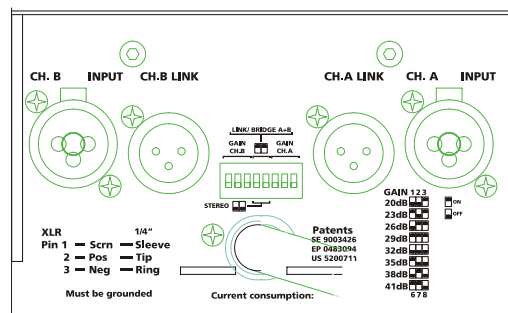 CH. B INPUT CH.B LINK CH.A LINK CH. A INPUT
LINK/ BRIDGE A+B
GAIN CH.B GAIN CH.A
STEREO
GAIN 1 2 3
20dB ON
23dB OFF
26dB
29dB
32dB
35dB
38dB
41dB
6 7 8
XLR 1/4"
Pin 1 — Scrn — Sleeve
2 — Pos — Tip
3 — Neg — Ring
Must be grounded
Patents
SE 9003426
EP 0483094
US 5200711
Current consumption: